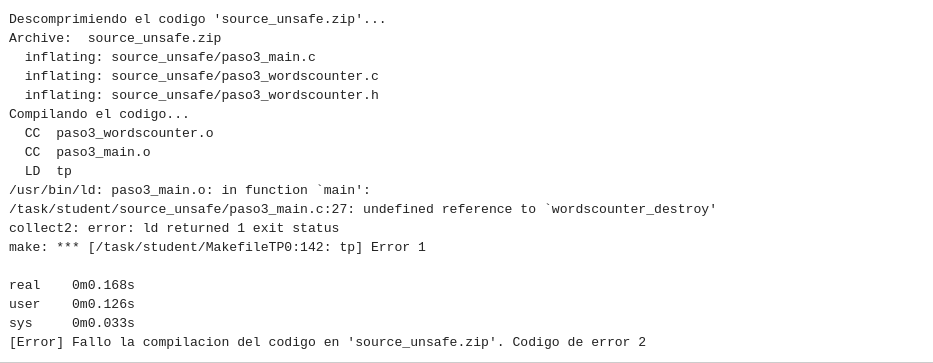 Descomprimiendo el codigo 'source_unsafe.zip'...
Archive:  source_unsafe.zip
  inflating: source_unsafe/paso3_main.c
  inflating: source_unsafe/paso3_wordscounter.c
  inflating: source_unsafe/paso3_wordscounter.h
Compilando el codigo...
  CC  paso3_wordscounter.o
  CC  paso3_main.o
  LD  tp
/usr/bin/ld: paso3_main.o: in function `main':
/task/student/source_unsafe/paso3_main.c:27: undefined reference to `wordscounter_destroy'
collect2: error: ld returned 1 exit status
make: *** [/task/student/MakefileTP0:142: tp] Error 1

real    0m0.168s
user    0m0.126s
sys     0m0.033s
[Error] Fallo la compilacion del codigo en 'source_unsafe.zip'. Codigo de error 2